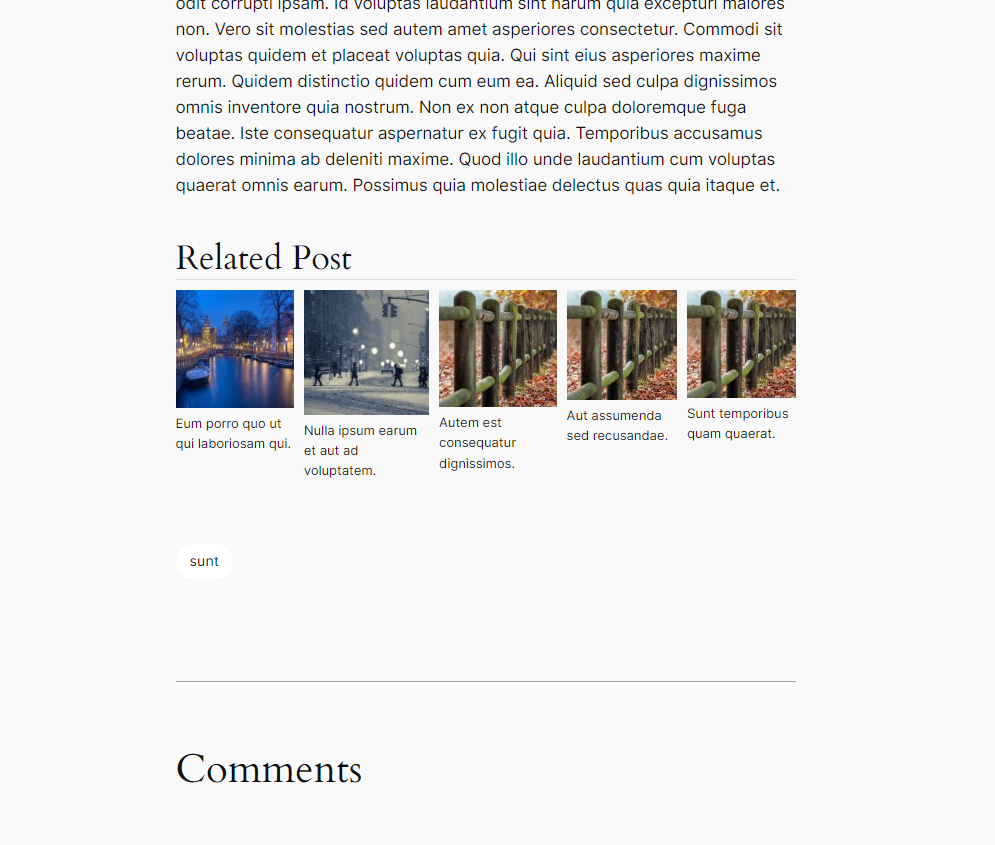 odit corrupti ipsam. Id voluptas laudantium sint harum quia excepturi maiores
non. Vero sit molestias sed autem amet asperiores consectetur. Commodi sit
voluptas quidem et placeat voluptas quia. Qui sint eius asperiores maxime
rerum. Quidem distinctio quidem cum eum ea. Aliquid sed culpa dignissimos
omnis inventore quia nostrum. Non ex non atque culpa doloremque fuga
beatae. Iste consequatur aspernatur ex fugit quia. Temporibus accusamus
dolores minima ab deleniti maxime. Quod illo unde laudantium cum voluptas
quaerat omnis earum. Possimus quia molestiae delectus quas quia itaque et.
Related Post
Eum porro quo ut
qui laboriosam qui.
Nulla ipsum earum
et aut ad
voluptatem.
Autem est
consequatur
dignissimos.
Aut assumenda
sed recusandae.
Sunt temporibus
quam quaerat.
sunt
Comments